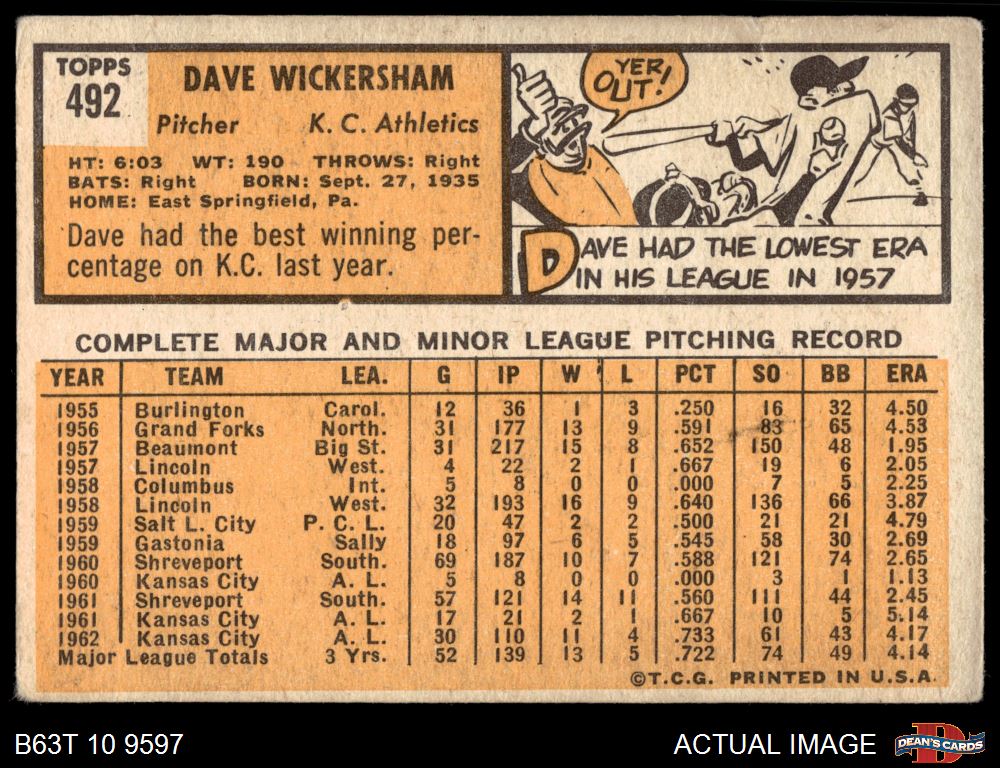 TOPPS
492
DAVE WICKERSHAM
Pitcher K. C. Athletics
HT: 6:03 WT: 190 THROWS: Right
BATS: Right BORN: Sept. 27, 1935
HOME: East Springfield, Pa.
Dave had the best winning per-
centage on K.C. last year.
YER
OUT!
DAVE HAD THE LOWEST ERA
IN HIS LEAGUE IN 1957
COMPLETE MAJOR AND MINOR LEAGUE PITCHING RECORD
YEAR TEAM LEA. G IP W L PCT SO BB ERA
1955 Burlington Carol. 12 36 1 3 .250 16 32 4.50
1956 Grand Forks North. 31 177 13 9 .591 83 65 4.53
1957 Beaumont Big St. 31 217 15 8 .652 150 48 1.95
1957 Lincoln West. 4 22 2 1 .667 19 6 2.05
1958 Columbus Int. 5 8 0 0 .000 7 5 2.25
1958 Lincoln West. 32 193 16 9 .640 136 66 3.87
1959 Salt L. City P. C. L. 20 47 2 2 .500 21 21 4.79
1959 Gastonia Sally 18 97 6 5 .545 58 30 2.69
1960 Shreveport South. 69 187 10 7 .588 121 74 2.65
1960 Kansas City A. L. 5 8 0 0 .000 3 1 1.13
1961 Shreveport South. 57 121 14 11 .560 111 44 2.45
1961 Kansas City A. L. 17 21 2 1 .667 10 5 5.14
1962 Kansas City A. L. 30 110 11 4 .733 61 43 4.17
Major League Totals 3 Yrs. 52 139 13 5 .722 74 49 4.14
©T.C.G. PRINTED IN U.S.A.
B63T 10 9597
ACTUAL IMAGE
D
DEAN'S CARDS